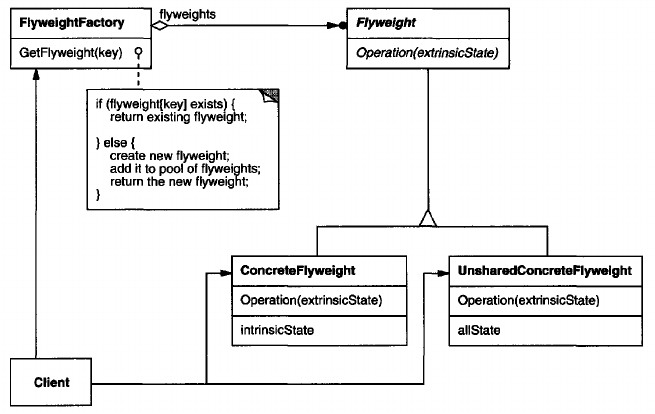 FlyweightFactory
flyweights
Flyweight
GetFlyweight(key)
Operation(extrinsicState)
if (flyweight[key] exists) {
return existing flyweight;
} else {
create new flyweight;
add it to pool of flyweights;
return the new flyweight;
}
ConcreteFlyweight
UnsharedConcreteFlyweight
Operation(extrinsicState)
Operation(extrinsicState)
intrinsicState
allState
Client